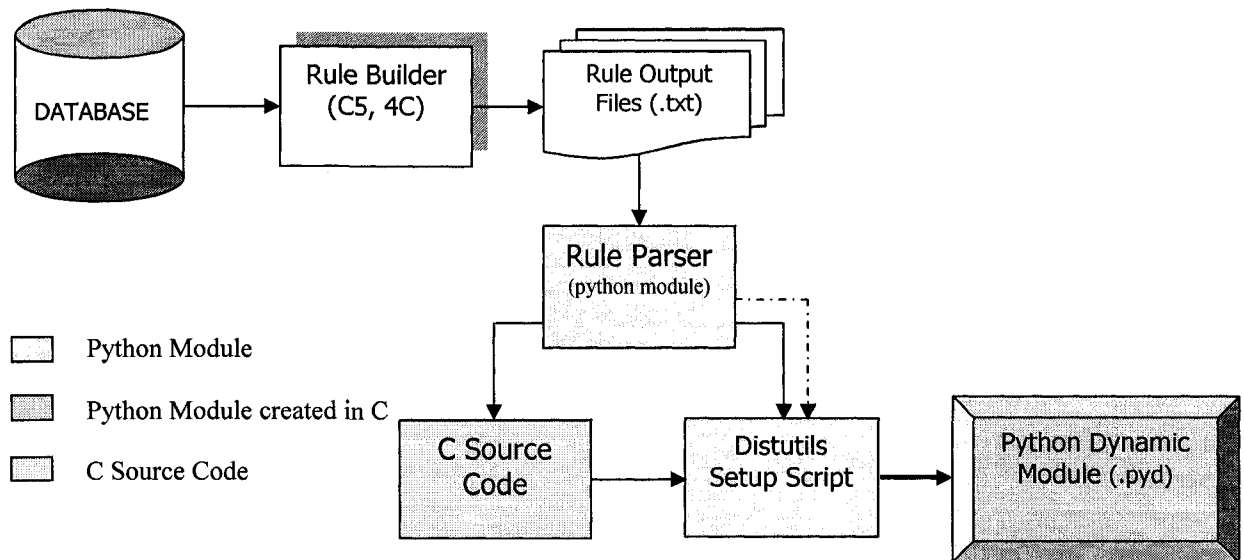 DATABASE
Rule Builder
(C5, 4C)
Rule Output
Files (.txt)
Rule Parser
(python module)
Python Module
Python Module created in C
C Source Code
C Source
Code
Distutils
Setup Script
Python Dynamic
Module (.pyd)